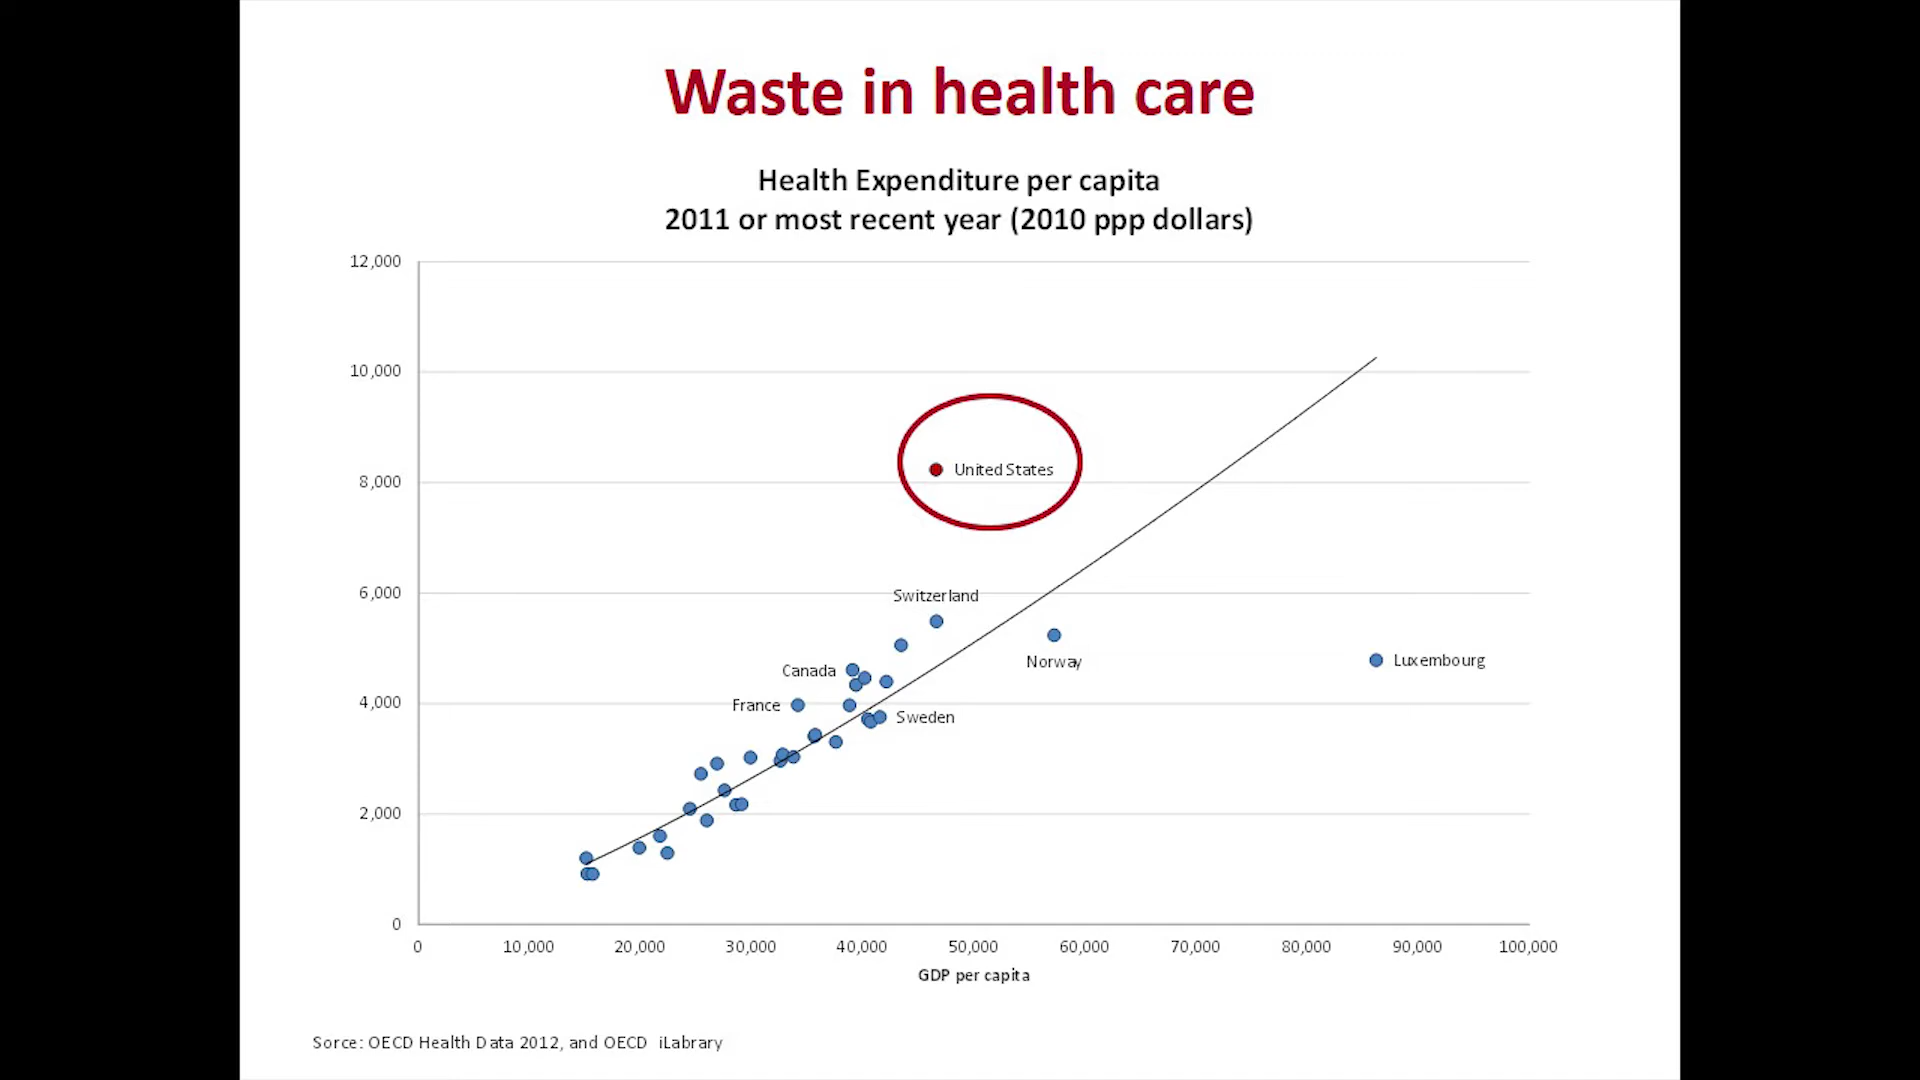 Waste in health care
Health Expenditure per capita
2011 or most recent year (2010 ppp dollars)
12,000
10,000
United States
8,000
6,000
Switzerland
Norway
Luxembourg
Canada
France
4,000
Sweden
2,000
0
0 10,000 20,000 30,000 40,000 50,000 60,000 70,000 80,000 90,000 100,000
GDP per capita
Sorce: OECD Health Data 2012, and OECD iLabrary